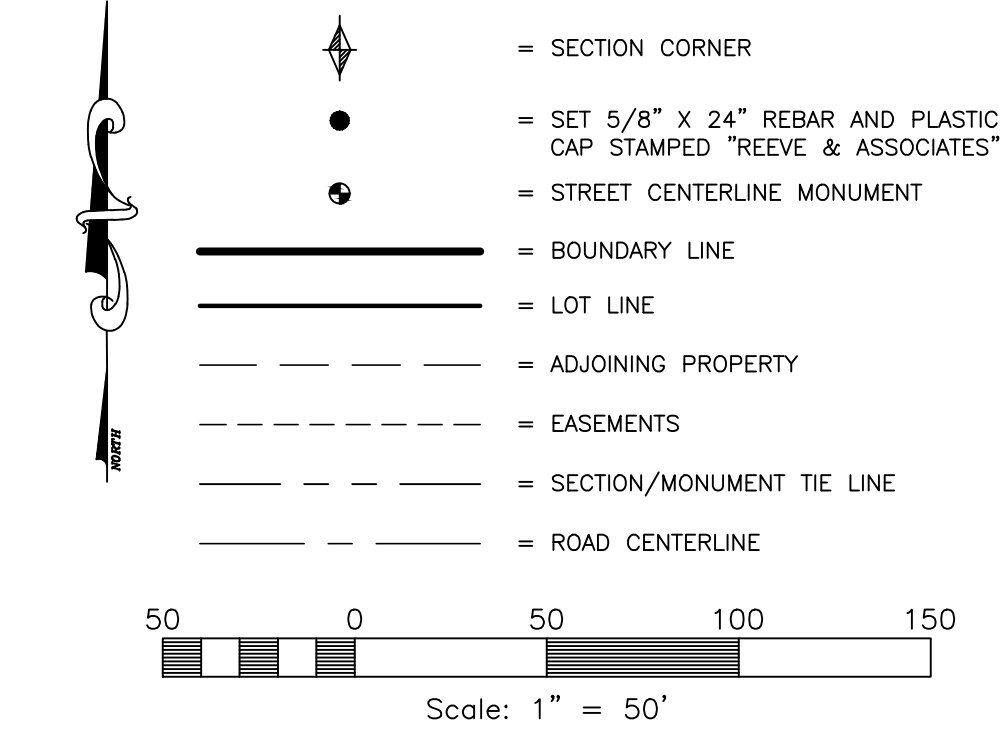 = SECTION CORNER
= SET 5/8" X 24" REBAR AND PLASTIC
CAP STAMPED "REEVE & ASSOCIATES"
= STREET CENTERLINE MONUMENT
= BOUNDARY LINE
= LOT LINE
= ADJOINING PROPERTY
= EASEMENTS
= SECTION/MONUMENT TIE LINE
= ROAD CENTERLINE
NORTH
50 0 50 100 150
Scale: 1" = 50'